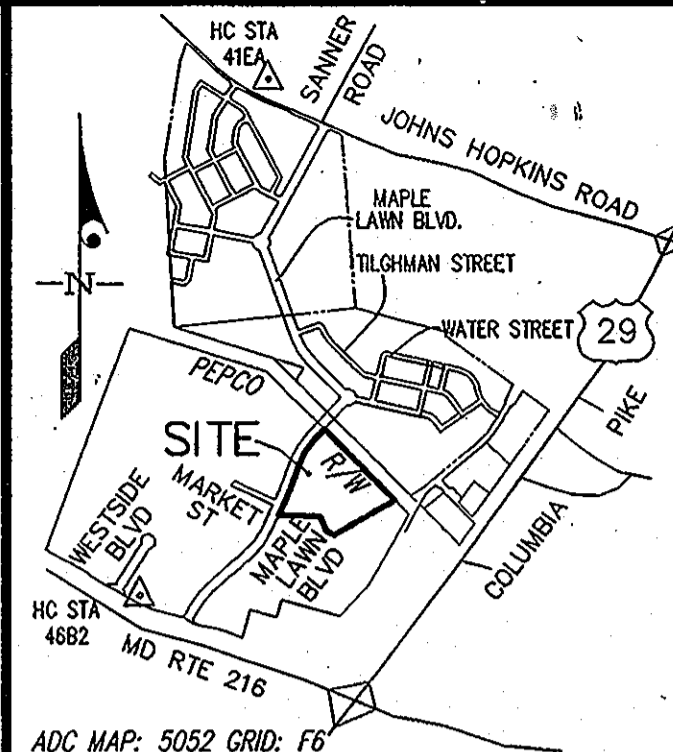 HC STA
41EA
SANNER
ROAD
JOHNS HOPKINS ROAD
MAPLE
LAWN BLVD.
TILGHMAN STREET
N
WATER STREET
29
PEPCO
PIKE
SITE
R/W
MARKET
ST
WESTSIDE
BLVD
MAPLE
LAWN
BLVD
COLUMBIA
HC STA
46B2
MD RTE 216
ADC MAP: 5052 GRID: F6